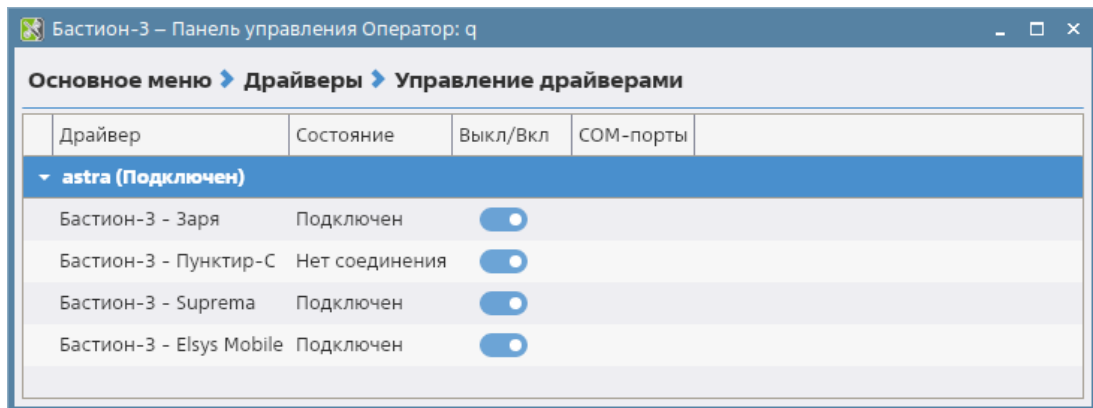 Бастион-3 – Панель управления Оператор: q
Основное меню Драйверы Управление драйверами
Драйвер Состояние Выкл/Вкл COM-порты
astra (Подключен)
Бастион-3 - Заря Подключен
Бастион-3 - Пунктир-С Нет соединения
Бастион-3 - Suprema Подключен
Бастион-3 - Elsys Mobile Подключен